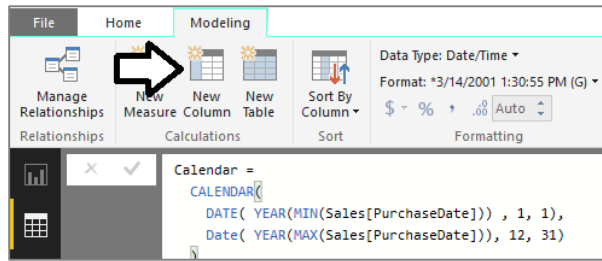 File Home Modeling
Manage Relationships
New Measure
New Column
New Table
Sort By Column
Data Type: Date/Time
Format: *3/14/2001 1:30:55 PM (G)
$ % , .00 Auto
Relationships Calculations Sort Formatting
Calendar =
CALENDAR(
DATE( YEAR(MIN(Sales[PurchaseDate])) , 1, 1),
Date( YEAR(MAX(Sales[PurchaseDate])), 12, 31)
)